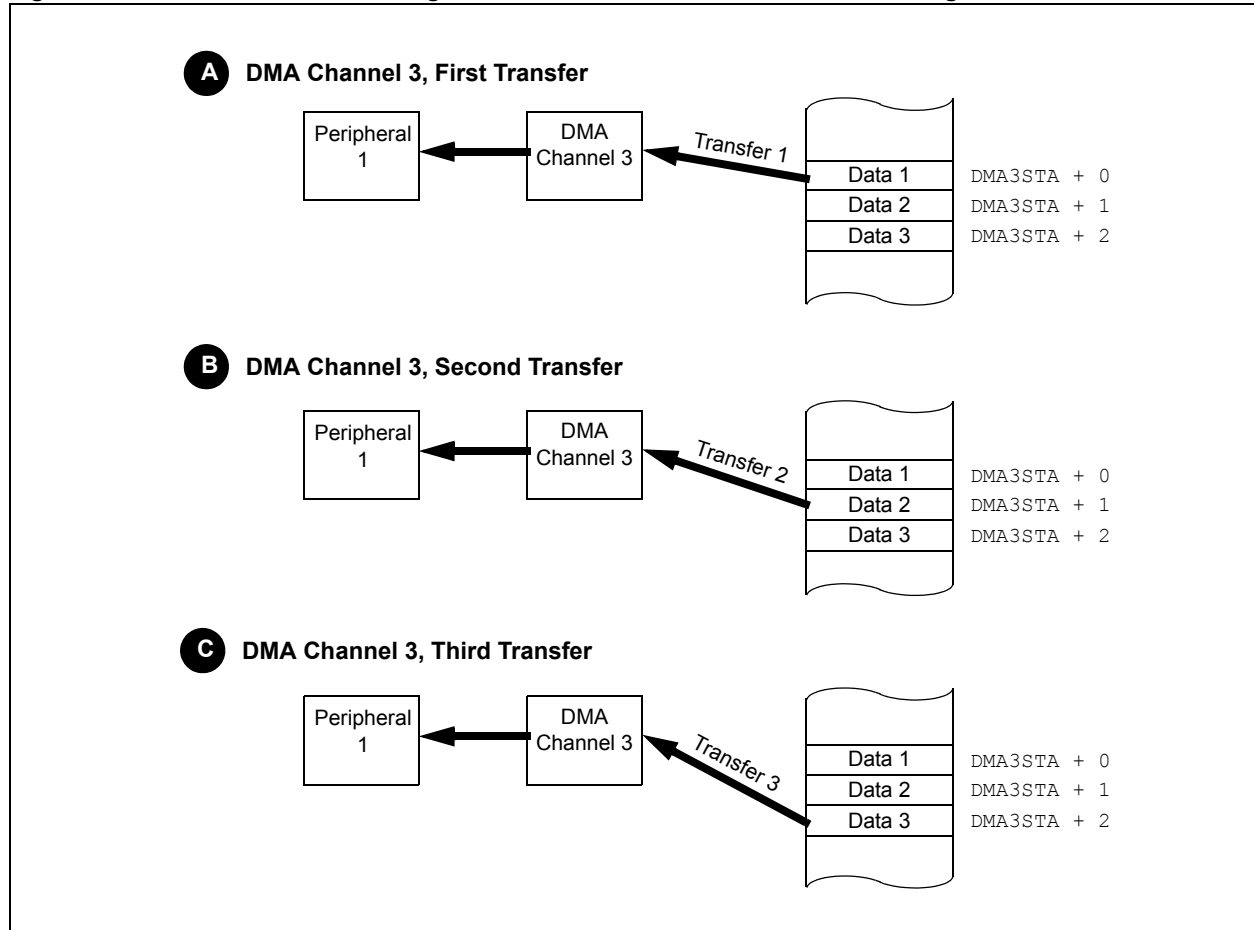 A DMA Channel 3, First Transfer
Peripheral
1
DMA
Channel 3
Transfer 1
Data 1 DMA3STA + 0
Data 2 DMA3STA + 1
Data 3 DMA3STA + 2
B DMA Channel 3, Second Transfer
Peripheral
1
DMA
Channel 3
Transfer 2
Data 1 DMA3STA + 0
Data 2 DMA3STA + 1
Data 3 DMA3STA + 2
C DMA Channel 3, Third Transfer
Peripheral
1
DMA
Channel 3
Transfer 3
Data 1 DMA3STA + 0
Data 2 DMA3STA + 1
Data 3 DMA3STA + 2